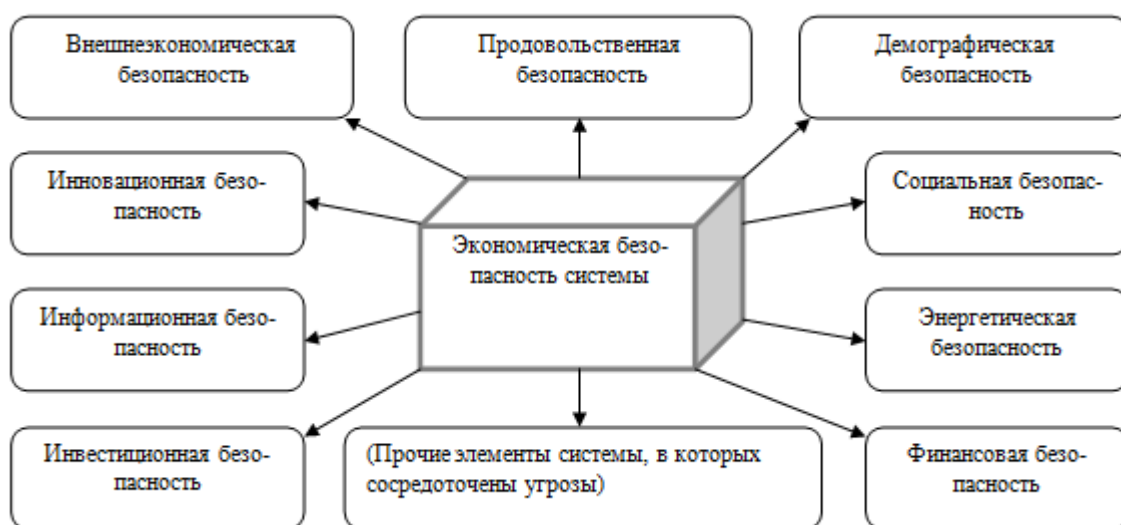 Внешнеэкономическая
безопасность
Продовольственная
безопасность
Демографическая
безопасность
Инновационная безо-
пасность
Социальная безопас-
ность
Экономическая безо-
пасность системы
Информационная безо-
пасность
Энергетическая
безопасность
Инвестиционная безо-
пасность
(Прочие элементы системы, в которых
сосредоточены угрозы)
Финансовая безо-
пасность